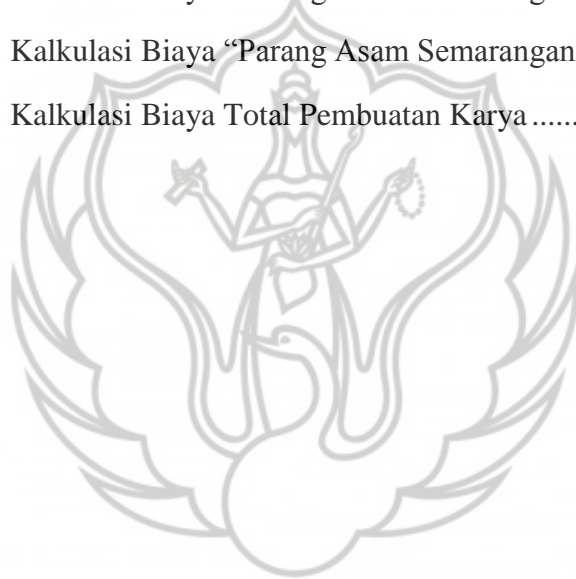 Kalkulasi Biaya “Parang Asam Semarangan
Kalkulasi Biaya Total Pembuatan Karya ......